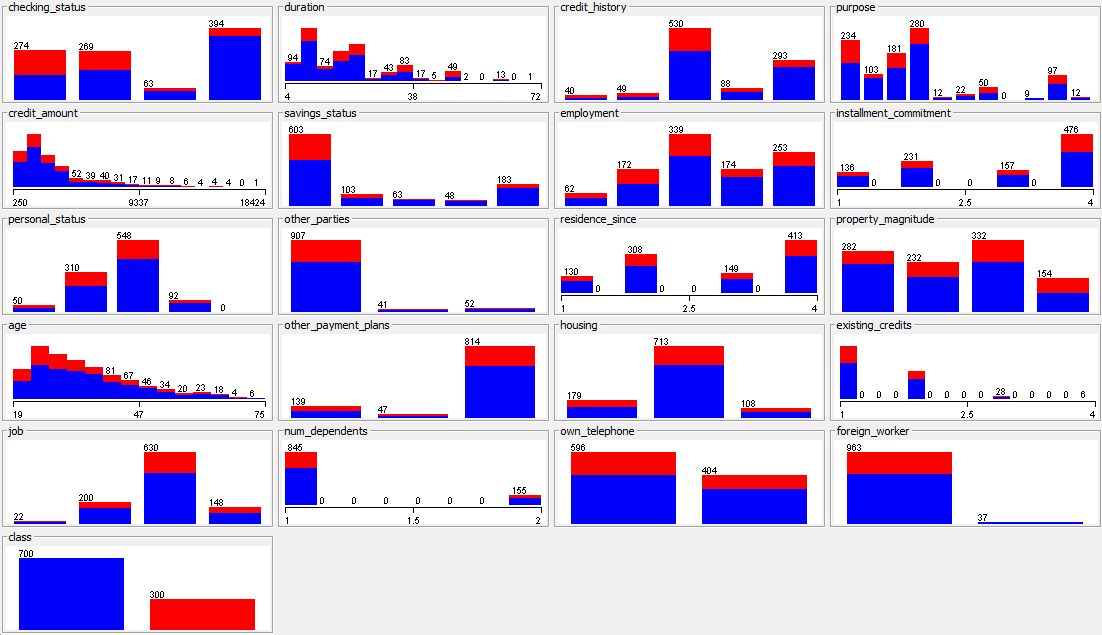 checking_status
274 269 63 394
duration
94 74 17 43 83 17 5 49 2 0 13 0 1
4 38 72
credit_history
40 49 530 88 293
purpose
234 103 181 280 12 22 50 0 9 97 12
credit_amount
52 39 40 31 17 11 9 8 6 4 4 4 0 1
250 9337 18424
savings_status
603 103 63 48 183
employment
62 172 339 174 253
installment_commitment
136 0 231 0 0 157 0 476
1 2.5 4
personal_status
50 310 548 92 0
other_parties
907 41 52
residence_since
130 0 308 0 0 149 0 413
1 2.5 4
property_magnitude
282 232 332 154
age
81 67 46 34 20 23 18 4 6
19 47 75
other_payment_plans
139 47 814
housing
179 713 108
existing_credits
0 0 0 0 0 0 0 28 0 0 0 0 6
1 2.5 4
job
22 200 630 148
num_dependents
845 0 0 0 0 0 0 155
1 1.5 2
own_telephone
596 404
foreign_worker
963 37
class
700 300